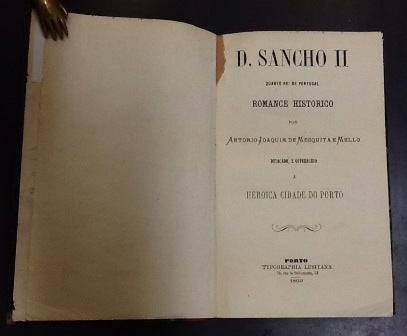 D. SANCHO II
QUARTO REI DE PORTUGAL
ROMANCE HISTORICO
POR
ANTONIO JOAQUIM DE MESQUITA E MELLO
DEDICADO, E OFFERECIDO
Á
HEROICA CIDADE DO PORTO
PORTO
TYPOGRAPHIA LUSITANA